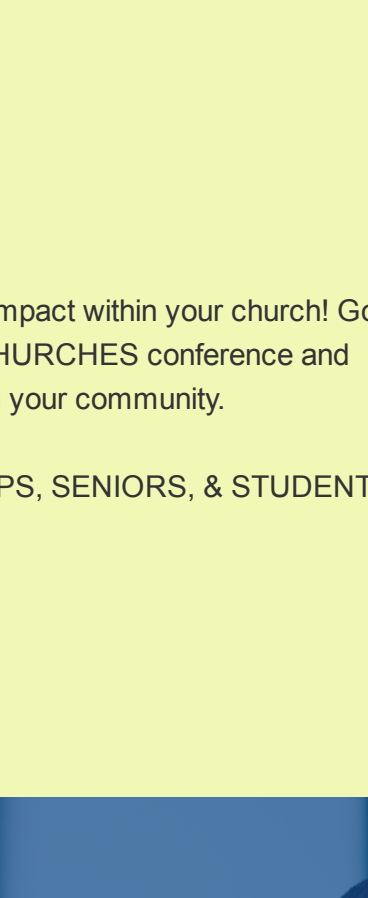 mpact within your church! Go
HURCHES conference and
your community.
PS, SENIORS, & STUDENT